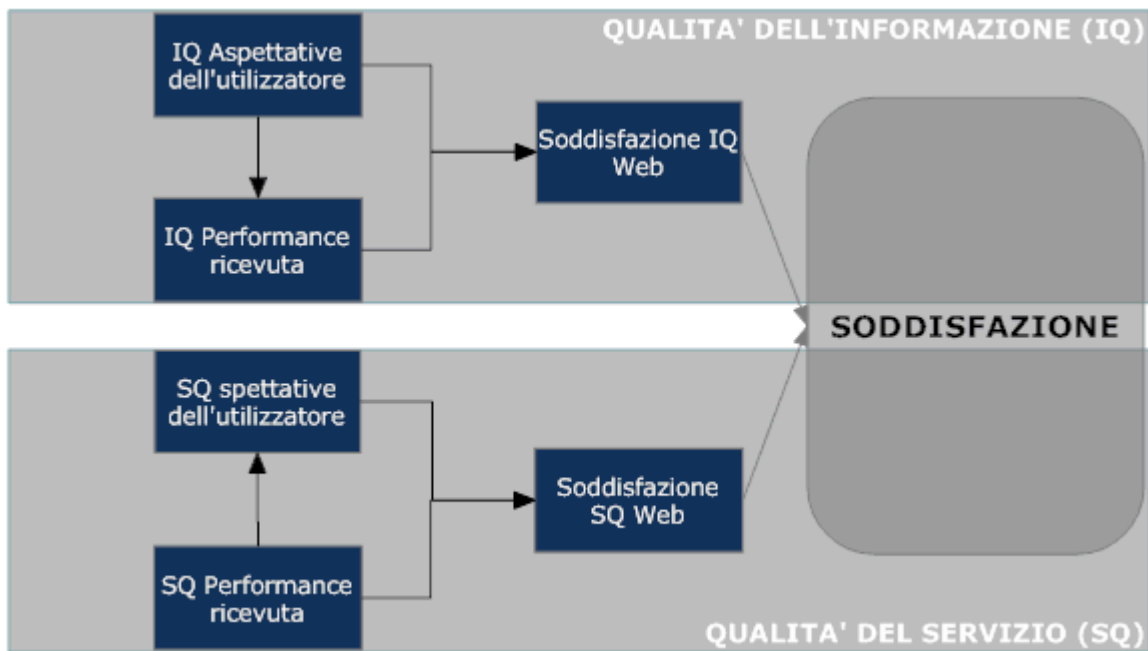 QUALITA' DELL'INFORMAZIONE (IQ)
IQ Aspettative
dell'utilizzatore
Soddisfazione IQ
Web
IQ Performance
ricevuta
SODDISFAZIONE
SQ spettative
dell'utilizzatore
Soddisfazione
SQ Web
SQ Performance
ricevuta
QUALITA' DEL SERVIZIO (SQ)